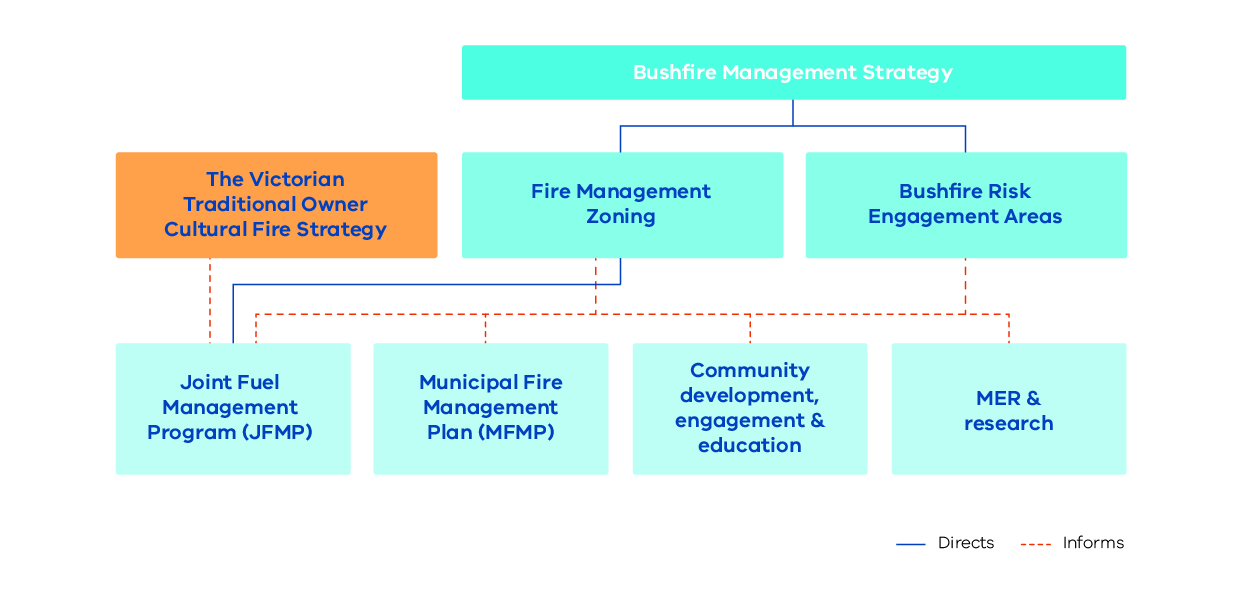 Bushfire Management Strategy
The Victorian
Traditional Owner
Cultural Fire Strategy
Fire Management
Zoning
Bushfire Risk
Engagement Areas
Joint Fuel
Management
Program (JFMP)
Municipal Fire
Management
Plan (MFMP)
Community
development,
engagement &
education
MER &
research
Directs
Informs